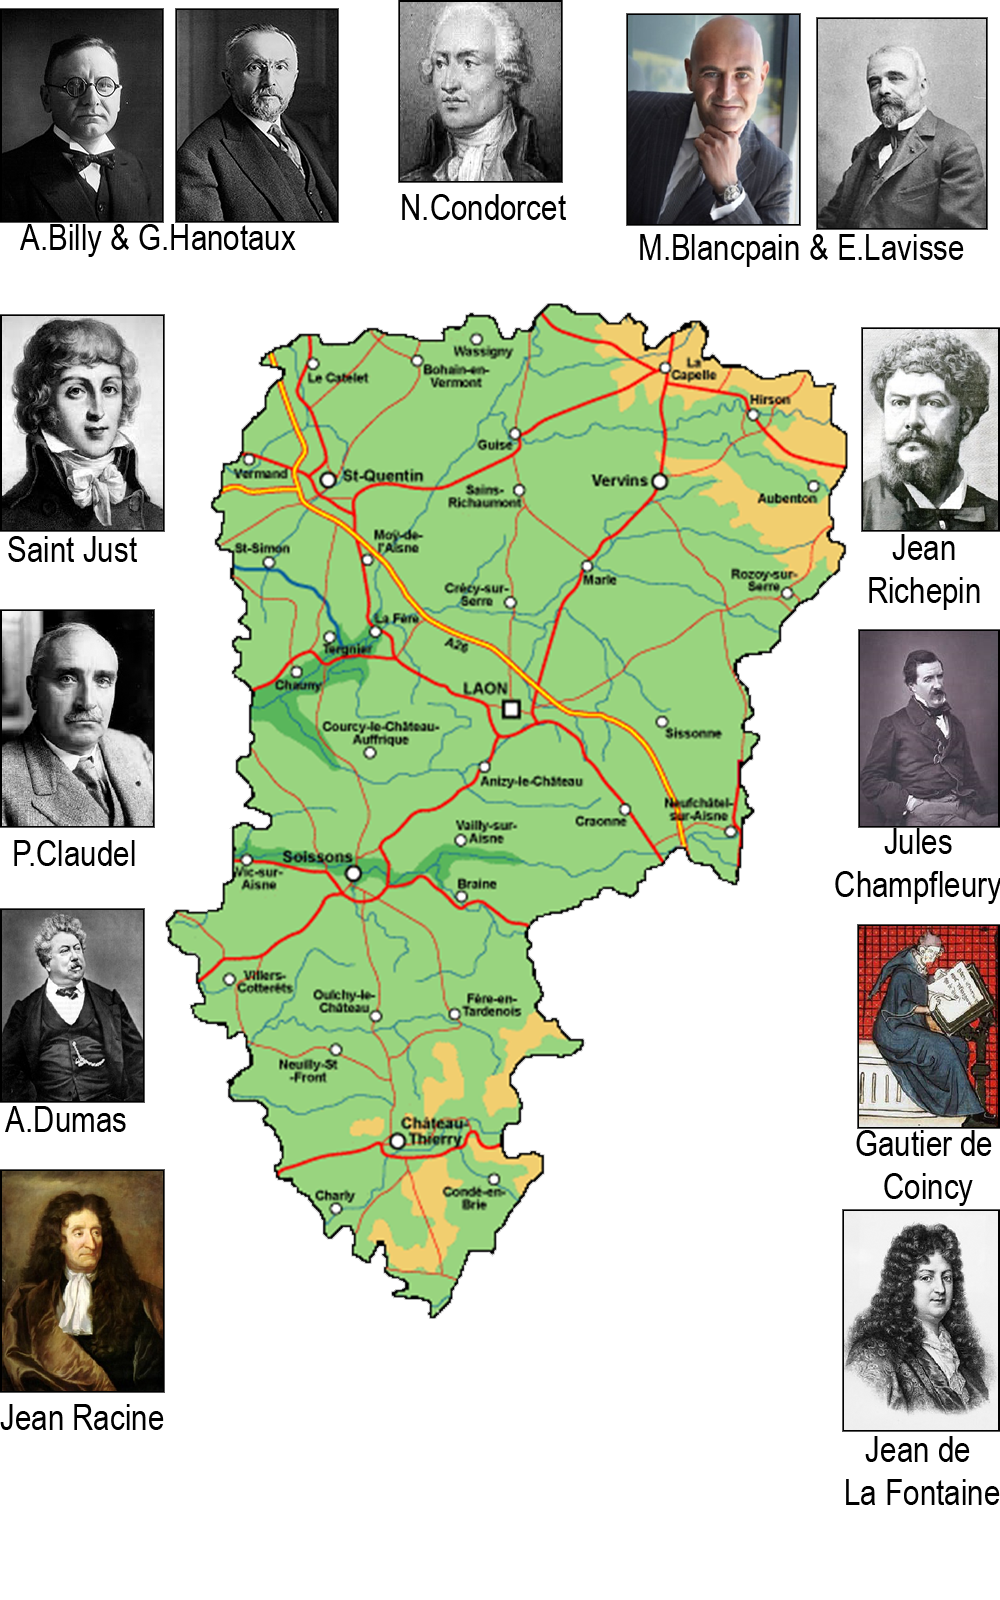 A.Billy & G.Hanotaux
N.Condorcet
M.Blancpain & E.Lavisse
Saint Just
P.Claudel
A.Dumas
Jean Racine
Jean
Richepin
Jules
Champfleury
Gautier de
Coincy
Jean de
La Fontaine
Wassigny
Le Catelet
Bohain-en-
Vermont
La
Capelle
Hirson
Guise
Vermand
St-Quentin
Vervins
Sains-
Richaumont
Aubenton
Moÿ-de-
l'Aisne
St-Simon
Marle
Rozoy-sur-
Serre
Crécy-sur-
Serre
La Fère
Tergnier
A26
Chauny
LAON
Courcy-le-Château-
Auffrique
Sissonne
Anizy-le-Château
Neufchâtel-
sur-Aisne
Craonne
Vailly-sur-
Aisne
Soissons
Vic-sur-
Aisne
Braine
Villers-
Cotterêts
Oulchy-le-
Château
Fère-en-
Tardenois
Neuilly-St
-Front
Château-
Thierry
Charly
Condé-en-
Brie